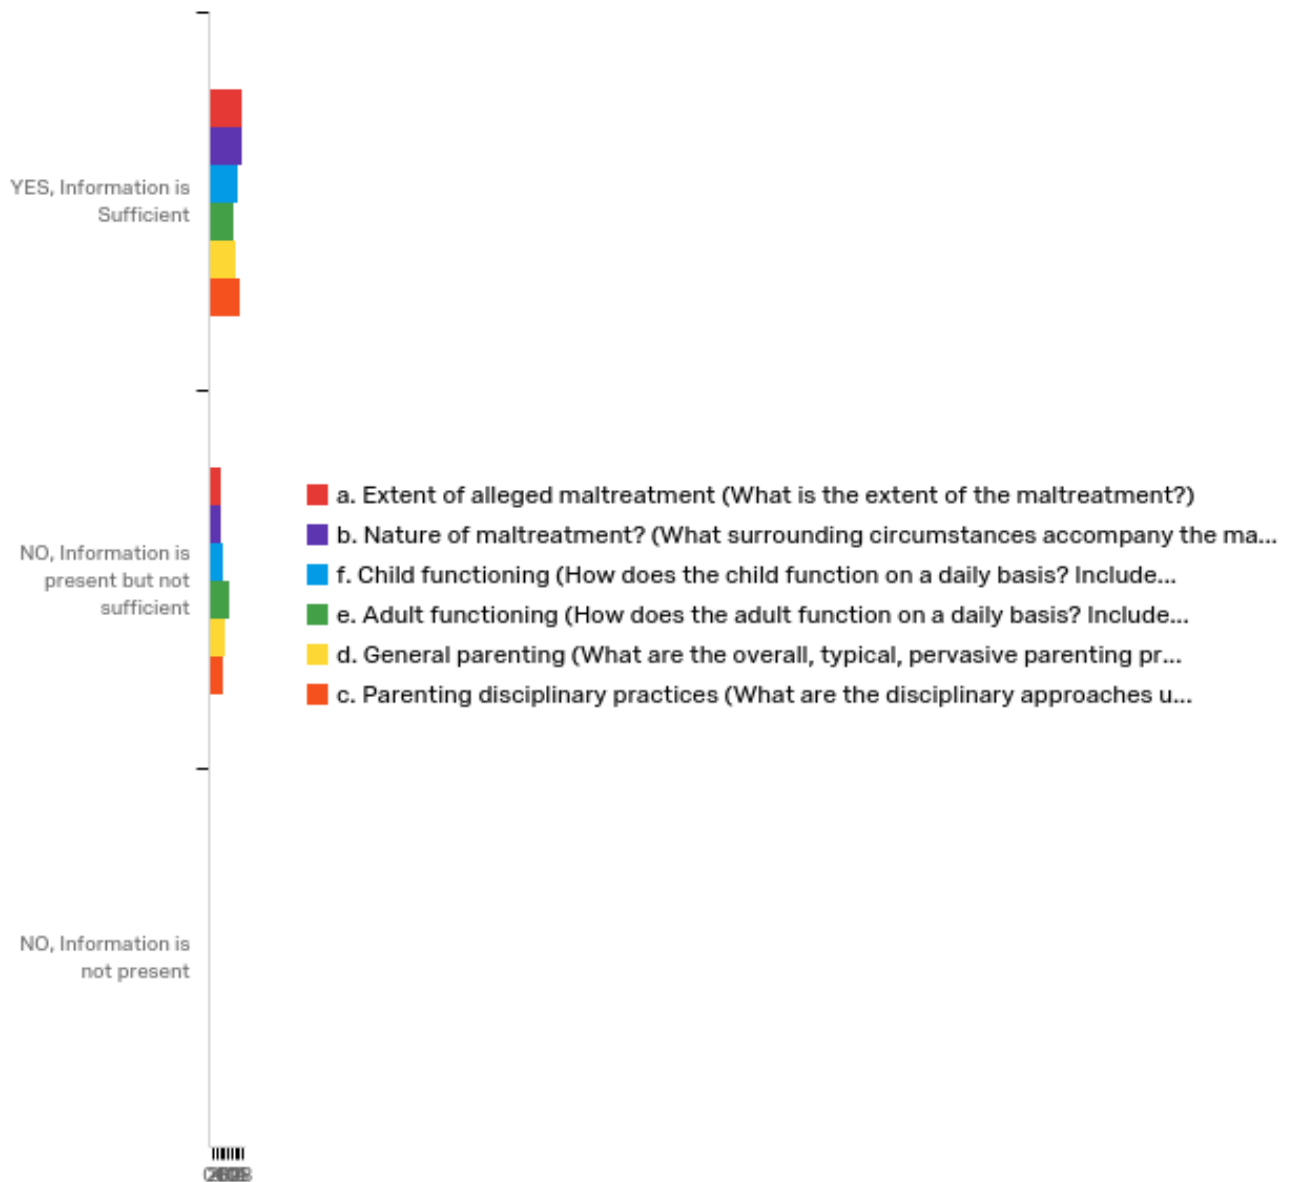 YES, Information is
Sufficient
NO, Information is
present but not
sufficient
a. Extent of alleged maltreatment (What is the extent of the maltreatment?)
b. Nature of maltreatment? (What surrounding circumstances accompany the ma...
f. Child functioning (How does the child function on a daily basis? Include...
e. Adult functioning (How does the adult function on a daily basis? Include...
d. General parenting (What are the overall, typical, pervasive parenting pr...
c. Parenting disciplinary practices (What are the disciplinary approaches u...
NO, Information is
not present